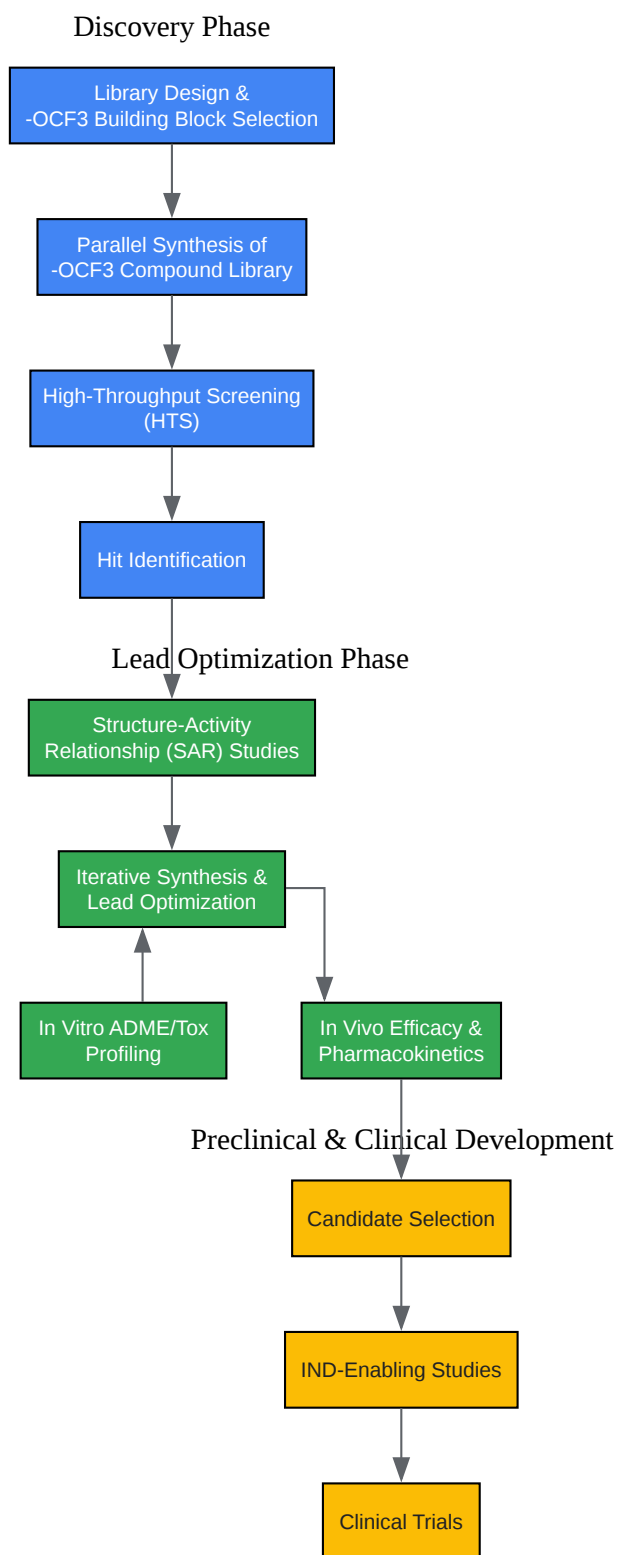 Discovery Phase
Library Design &
-OCF3 Building Block Selection
Parallel Synthesis of
-OCF3 Compound Library
High-Throughput Screening
(HTS)
Hit Identification
Lead Optimization Phase
Structure-Activity
Relationship (SAR) Studies
Iterative Synthesis &
Lead Optimization
In Vitro ADME/Tox
Profiling
In Vivo Efficacy &
Pharmacokinetics
Preclinical & Clinical Development
Candidate Selection
IND-Enabling Studies
Clinical Trials